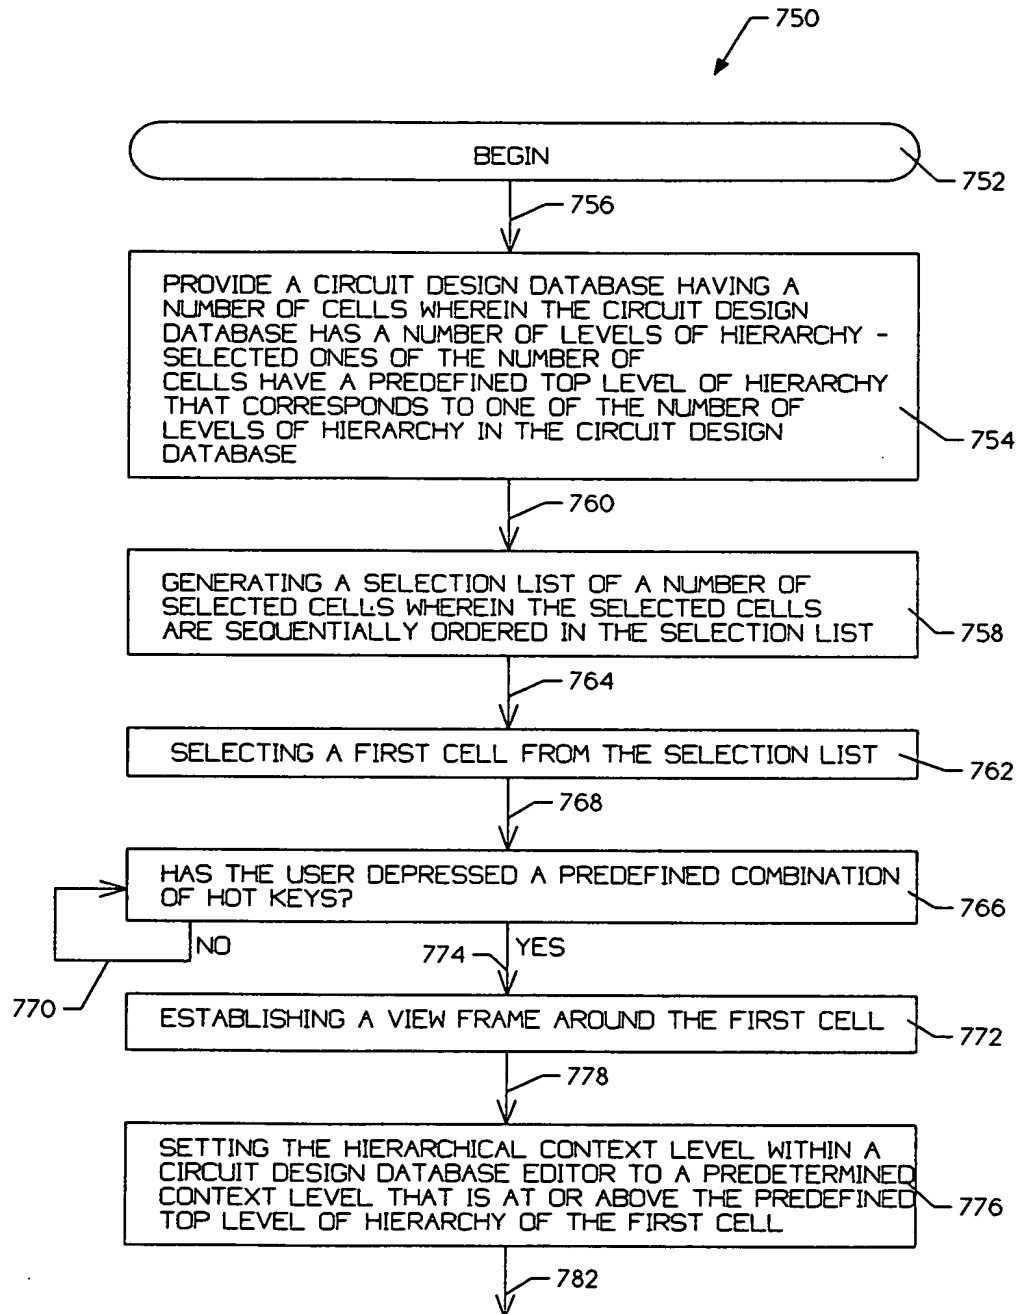 750
BEGIN
752
756
PROVIDE A CIRCUIT DESIGN DATABASE HAVING A
NUMBER OF CELLS WHEREIN THE CIRCUIT DESIGN
DATABASE HAS A NUMBER OF LEVELS OF HIERARCHY -
SELECTED ONES OF THE NUMBER OF
CELLS HAVE A PREDEFINED TOP LEVEL OF HIERARCHY
THAT CORRESPONDS TO ONE OF THE NUMBER OF
LEVELS OF HIERARCHY IN THE CIRCUIT DESIGN
DATABASE
754
760
GENERATING A SELECTION LIST OF A NUMBER OF
SELECTED CELLS WHEREIN THE SELECTED CELLS
ARE SEQUENTIALLY ORDERED IN THE SELECTION LIST
758
764
SELECTING A FIRST CELL FROM THE SELECTION LIST
762
768
HAS THE USER DEPRESSED A PREDEFINED COMBINATION
OF HOT KEYS?
766
NO
774
YES
770
ESTABLISHING A VIEW FRAME AROUND THE FIRST CELL
772
778
SETTING THE HIERARCHICAL CONTEXT LEVEL WITHIN A
CIRCUIT DESIGN DATABASE EDITOR TO A PREDETERMINED
CONTEXT LEVEL THAT IS AT OR ABOVE THE PREDEFINED
TOP LEVEL OF HIERARCHY OF THE FIRST CELL
776
782